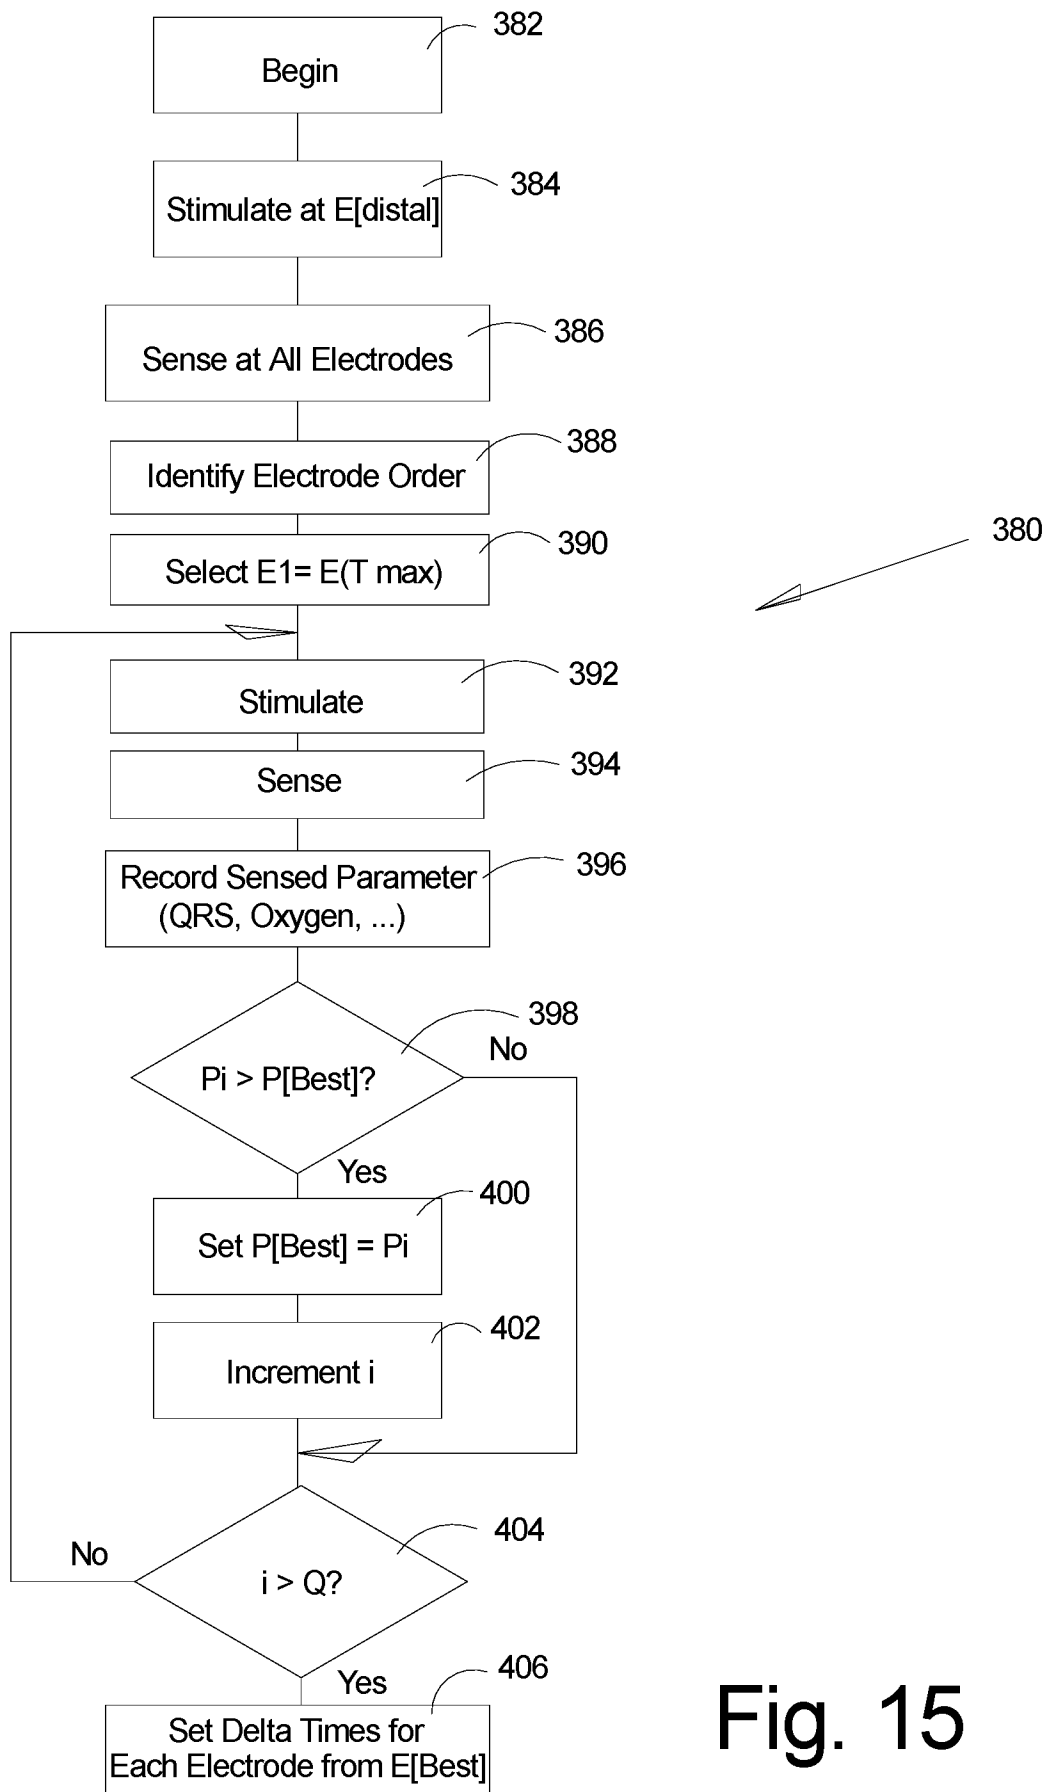 382
Begin
384
Stimulate at E[distal]
386
Sense at All Electrodes
388
Identify Electrode Order
390
380
Select E1= E(T max)
392
Stimulate
394
Sense
396
Record Sensed Parameter
(QRS, Oxygen, ...)
398
No
Pi > P[Best]?
Yes
400
Set P[Best] = Pi
402
Increment i
404
No
i > Q?
406
Yes
Set Delta Times for
Each Electrode from E[Best]
Fig. 15